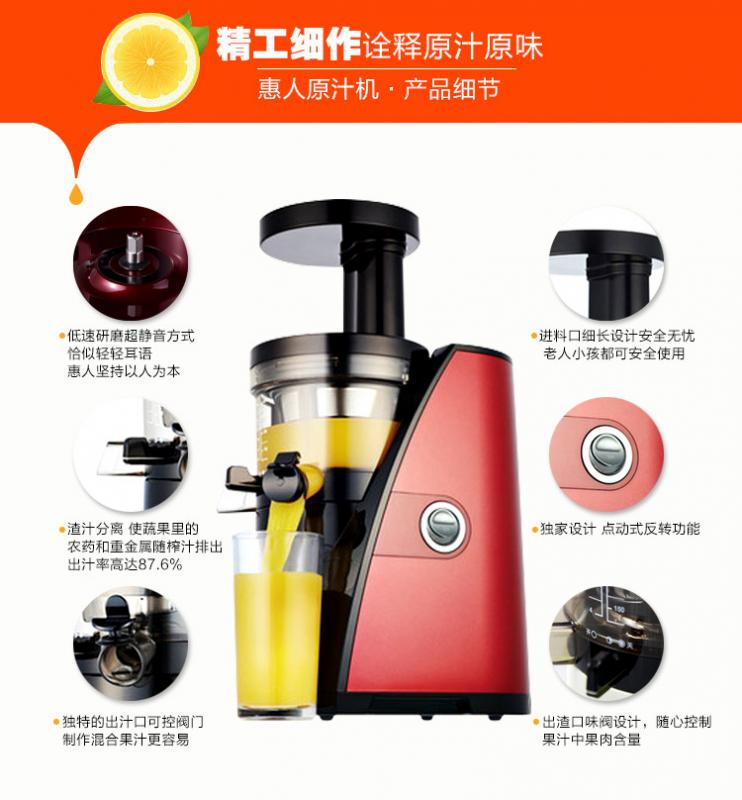 精工细作诠释原汁原味
惠人原汁机·产品细节
低速研磨超静音方式
恰似轻轻耳语
惠人坚持以人为本
进料口细长设计安全无忧
老人小孩都可安全使用
渣汁分离 使蔬果里的
农药和重金属随榨汁排出
出汁率高达87.6%
独家设计 点动式反转功能
独特的出汁口可控阀门
制作混合果汁更容易
出渣口味阀设计，随心控制
果汁中果肉含量